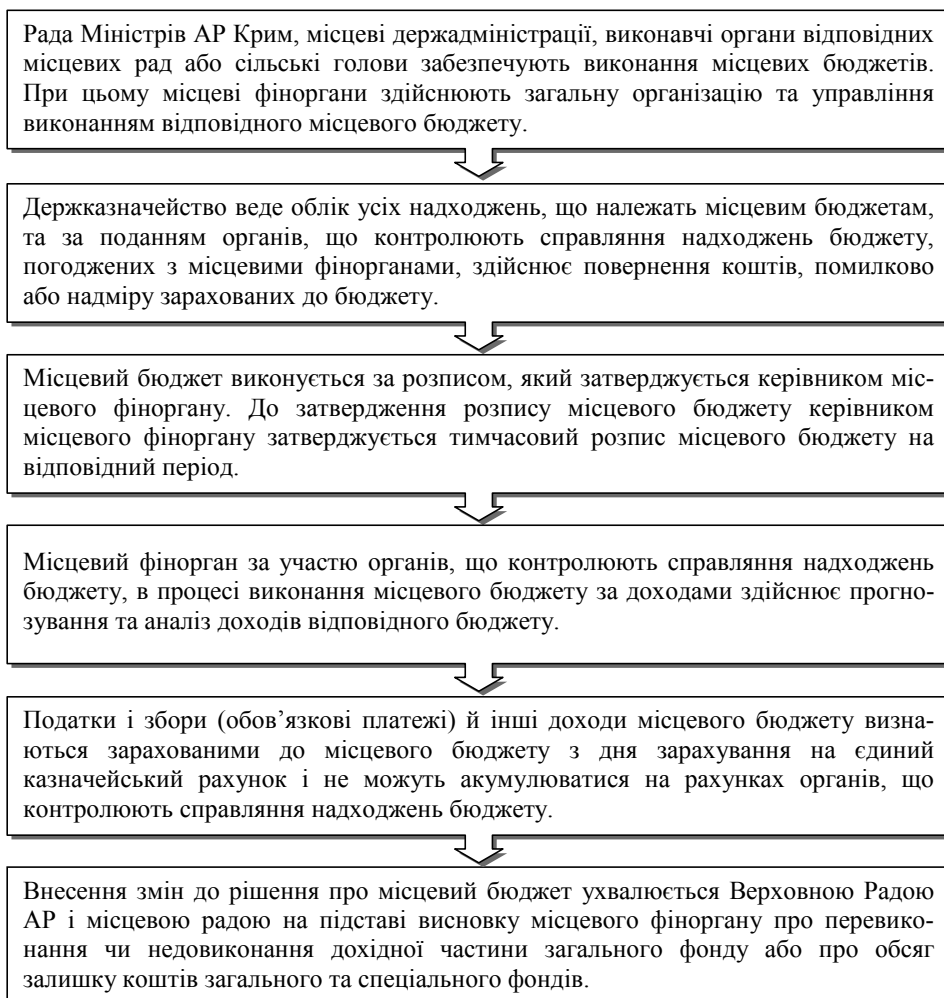 Рада Міністрів АР Крим, місцеві держадміністрації, виконавчі органи відповідних
місцевих рад або сільські голови забезпечують виконання місцевих бюджетів.
При цьому місцеві фіноргани здійснюють загальну організацію та управління
виконанням відповідного місцевого бюджету.
Держказначейство веде облік усіх надходжень, що належать місцевим бюджетам,
та за поданням органів, що контролюють справляння надходжень бюджету,
погоджених з місцевими фінорганами, здійснює повернення коштів, помилково
або надміру зарахованих до бюджету.
Місцевий бюджет виконується за розписом, який затверджується керівником міс-
цевого фіноргану. До затвердження розпису місцевого бюджету керівником
місцевого фіноргану затверджується тимчасовий розпис місцевого бюджету на
відповідний період.
Місцевий фінорган за участю органів, що контролюють справляння надходжень
бюджету, в процесі виконання місцевого бюджету за доходами здійснює прогно-
зування та аналіз доходів відповідного бюджету.
Податки і збори (обов’язкові платежі) й інші доходи місцевого бюджету визна-
ються зарахованими до місцевого бюджету з дня зарахування на єдиний
казначейський рахунок і не можуть акумулюватися на рахунках органів, що
контролюють справляння надходжень бюджету.
Внесення змін до рішення про місцевий бюджет ухвалюється Верховною Радою
АР і місцевою радою на підставі висновку місцевого фіноргану про перевико-
нання чи недовиконання дохідної частини загального фонду або про обсяг
залишку коштів загального та спеціального фондів.